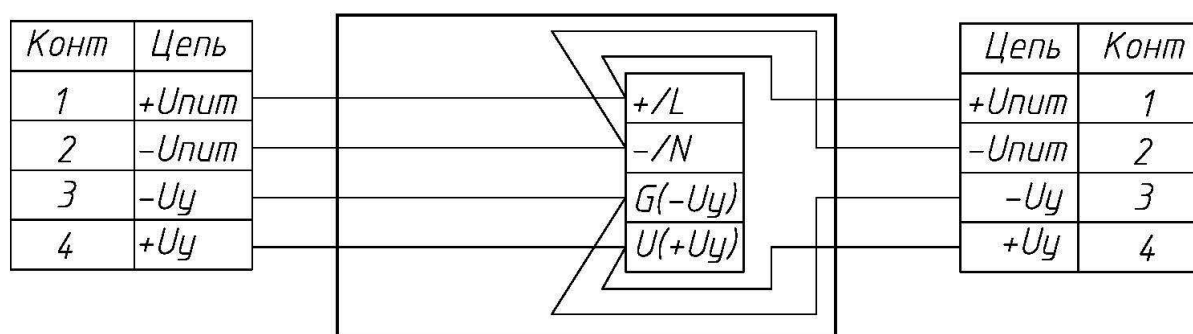 Конт Цепь
1 +Uпит
2 -Uпит
3 -Uу
4 +Uу
+/L
-/N
G(-Uу)
U(+Uу)
Цепь Конт
+Uпит 1
-Uпит 2
-Uу 3
+Uу 4